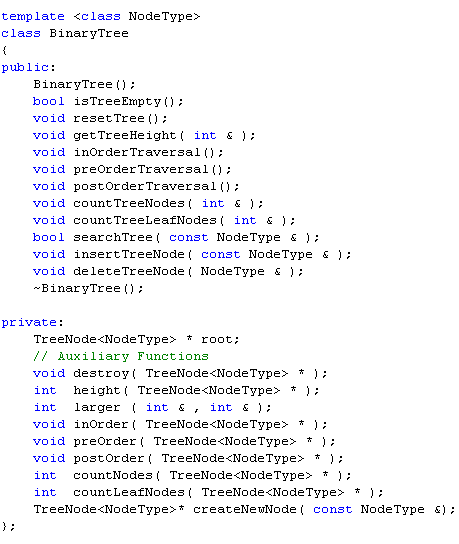 template <class NodeType>
class BinaryTree
{
public:
    BinaryTree();
    bool isTreeEmpty();
    void resetTree();
    void getTreeHeight( int & );
    void inOrderTraversal();
    void preOrderTraversal();
    void postOrderTraversal();
    void countTreeNodes( int & );
    void countTreeLeafNodes( int & );
    bool searchTree( const NodeType & );
    void insertTreeNode( const NodeType & );
    void deleteTreeNode( NodeType & );
    ~BinaryTree();

private:
    TreeNode<NodeType> * root;
    // Auxiliary Functions
    void destroy( TreeNode<NodeType> * );
    int  height( TreeNode<NodeType> * );
    int  larger ( int & , int & );
    void inOrder( TreeNode<NodeType> * );
    void preOrder( TreeNode<NodeType> * );
    void postOrder( TreeNode<NodeType> * );
    int  countNodes( TreeNode<NodeType> * );
    int  countLeafNodes( TreeNode<NodeType> * );
    TreeNode<NodeType>* createNewNode( const NodeType &);
};